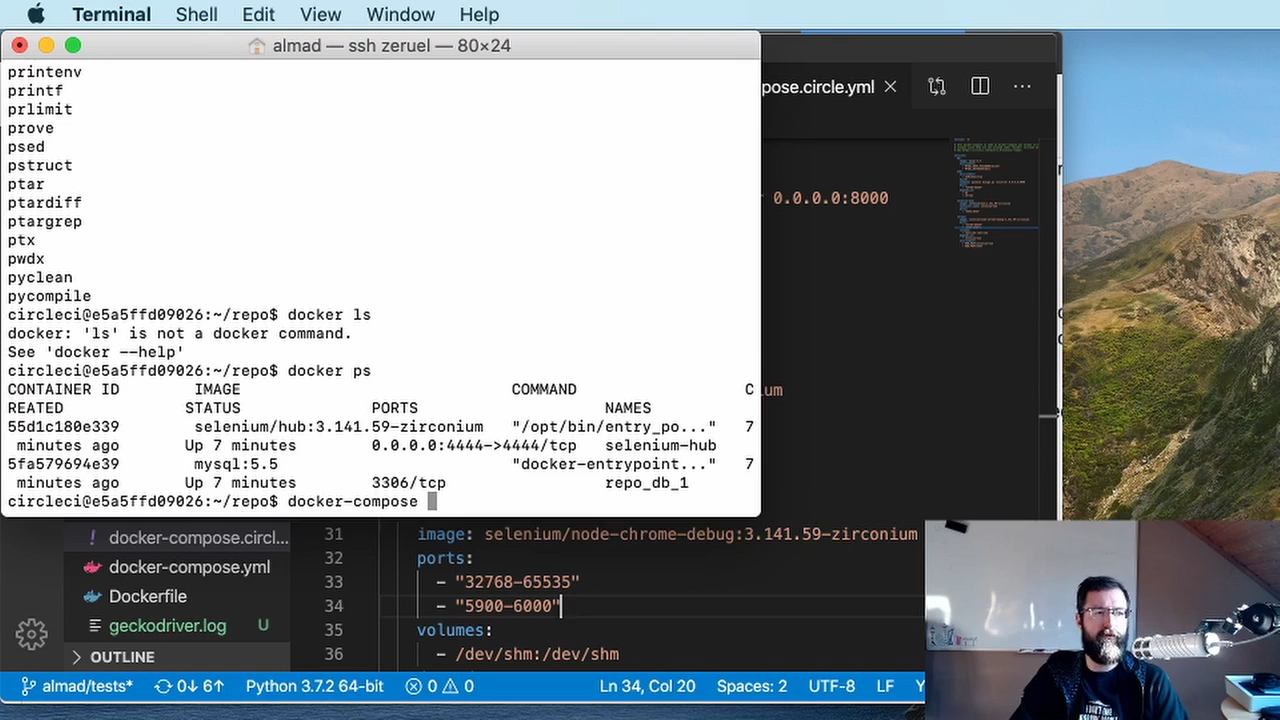 Terminal Shell Edit View Window Help
almad — ssh zeruel — 80×24
printenv
printf
prlimit
prove
psed
pstruct
ptar
ptardiff
ptargrep
ptx
pwdx
pyclean
pycompile
circleci@e5a5ffd09026:~/repo$ docker ls
docker: 'ls' is not a docker command.
See 'docker --help'
circleci@e5a5ffd09026:~/repo$ docker ps
CONTAINER ID IMAGE COMMAND C
REATED STATUS PORTS NAMES
55d1c180e339 selenium/hub:3.141.59-zirconium "/opt/bin/entry_po..." 7
minutes ago Up 7 minutes 0.0.0.0:4444->4444/tcp selenium-hub
5fa579694e39 mysql:5.5 "docker-entrypoint..." 7
minutes ago Up 7 minutes 3306/tcp repo_db_1
circleci@e5a5ffd09026:~/repo$ docker-compose
pose.circle.yml
0.0.0.0:8000
ium
docker-compose.circl...
docker-compose.yml
Dockerfile
geckodriver.log U
OUTLINE
31 image: selenium/node-chrome-debug:3.141.59-zirconium
32 ports:
33 - "32768-65535"
34 - "5900-6000"
35 volumes:
36 - /dev/shm:/dev/shm
almad/tests* 0↓ 6↑ Python 3.7.2 64-bit 0 0 Ln 34, Col 20 Spaces: 2 UTF-8 LF Y